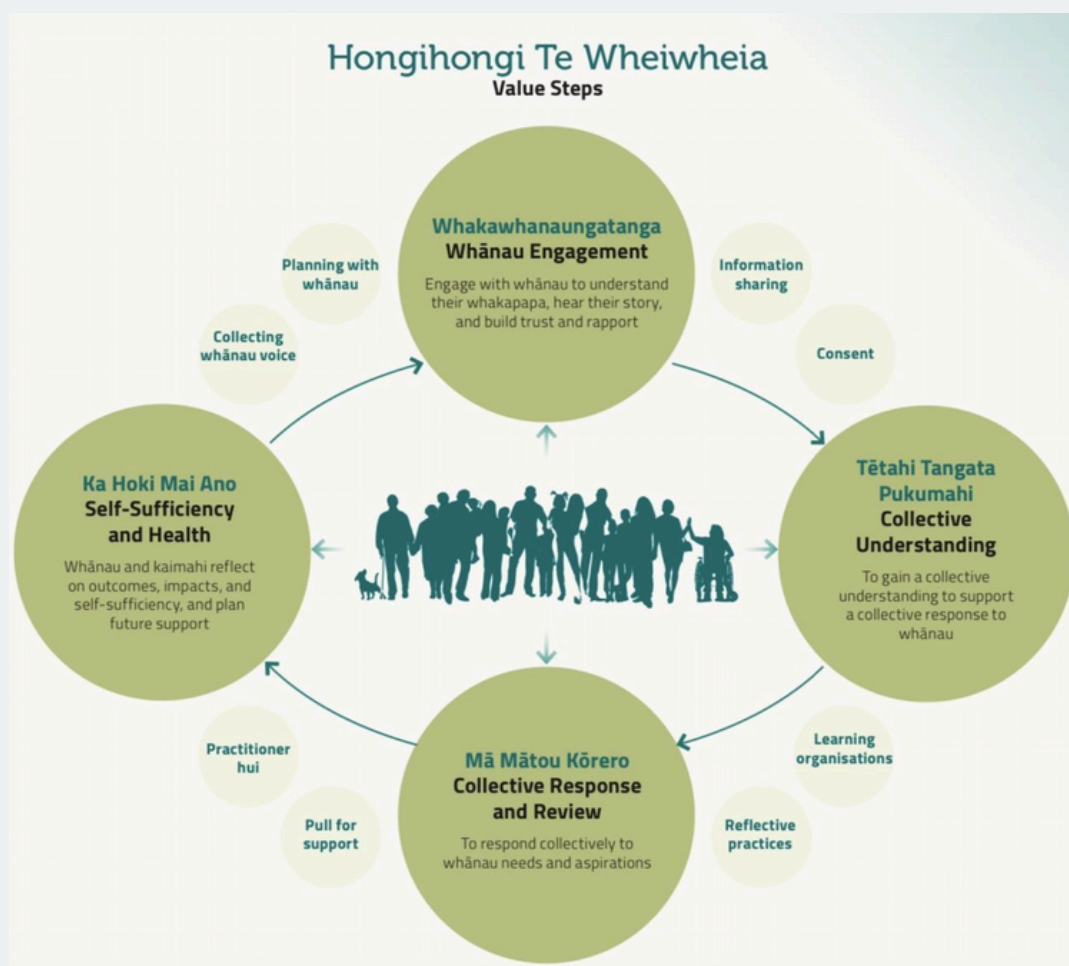 Hongihongi Te Wheiwheia
Value Steps
Whakawhanaungatanga
Whānau Engagement
Engage with whānau to understand
their whakapapa, hear their story,
and build trust and rapport
Information
sharing
Consent
Tētahi Tangata
Pukumahi
Collective
Understanding
To gain a collective
understanding to support
a collective response to
whānau
Learning
organisations
Reflective
practices
Mā Mātou Kōrero
Collective Response
and Review
To respond collectively to
whānau needs and aspirations
Pull for
support
Practitioner
hui
Ka Hoki Mai Ano
Self-Sufficiency
and Health
Whānau and kaimahi reflect
on outcomes, impacts, and
self-sufficiency, and plan
future support
Collecting
whānau voice
Planning with
whānau